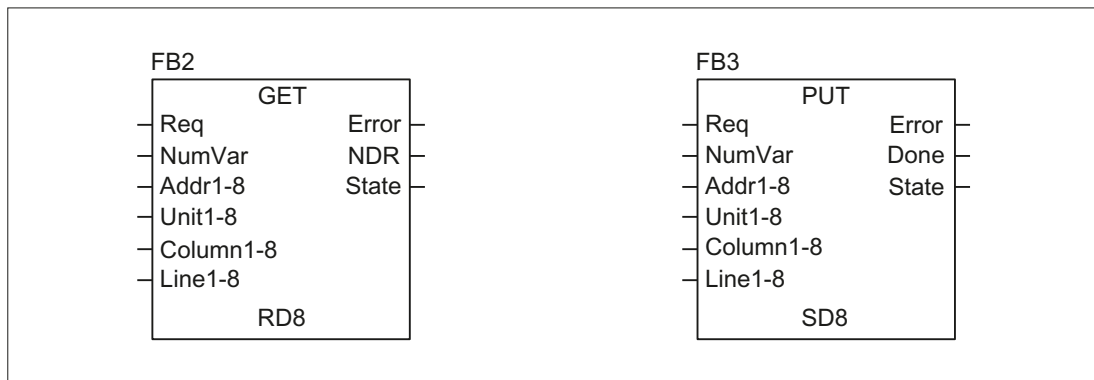 FB2
GET
Req Error
NumVar NDR
Addr1-8 State
Unit1-8
Column1-8
Line1-8
RD8
FB3
PUT
Req Error
NumVar Done
Addr1-8 State
Unit1-8
Column1-8
Line1-8
SD8